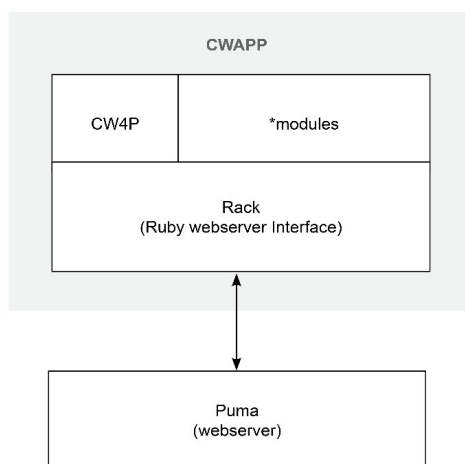 CWAPP
CW4P
*modules
Rack
(Ruby webserver Interface)
Puma
(webserver)